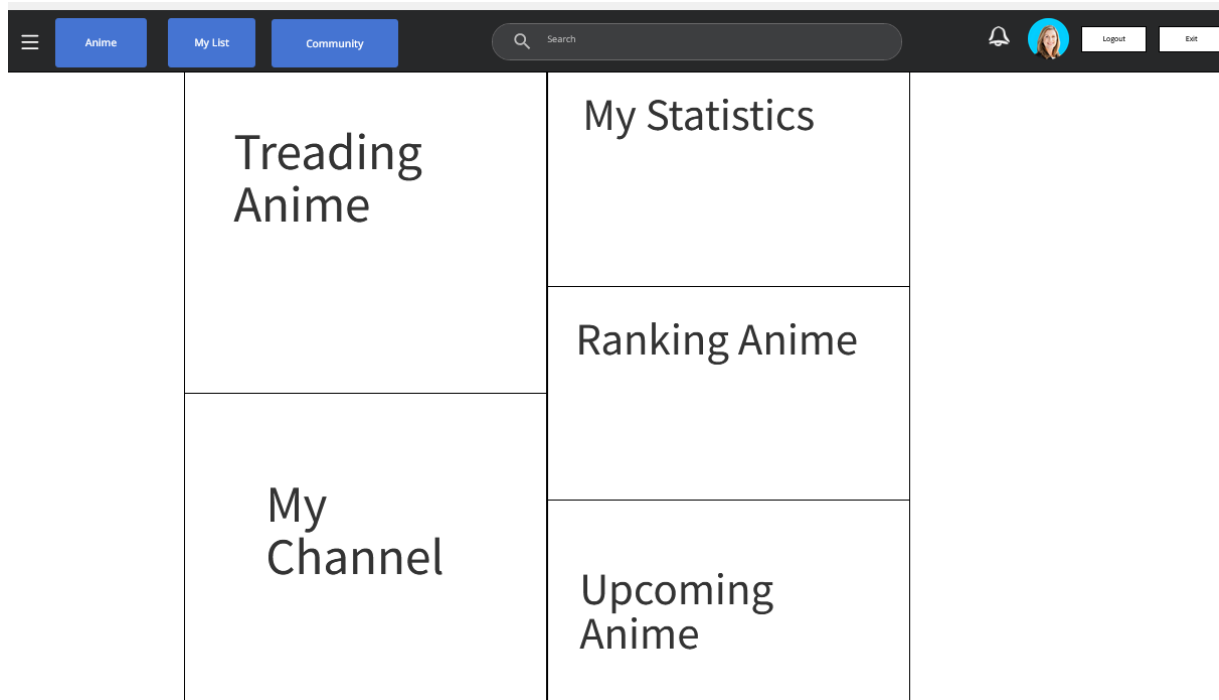 Anime
My List
Community
Search
Logout
Exit
Treading
Anime
My
Channel
My Statistics
Ranking Anime
Upcoming
Anime